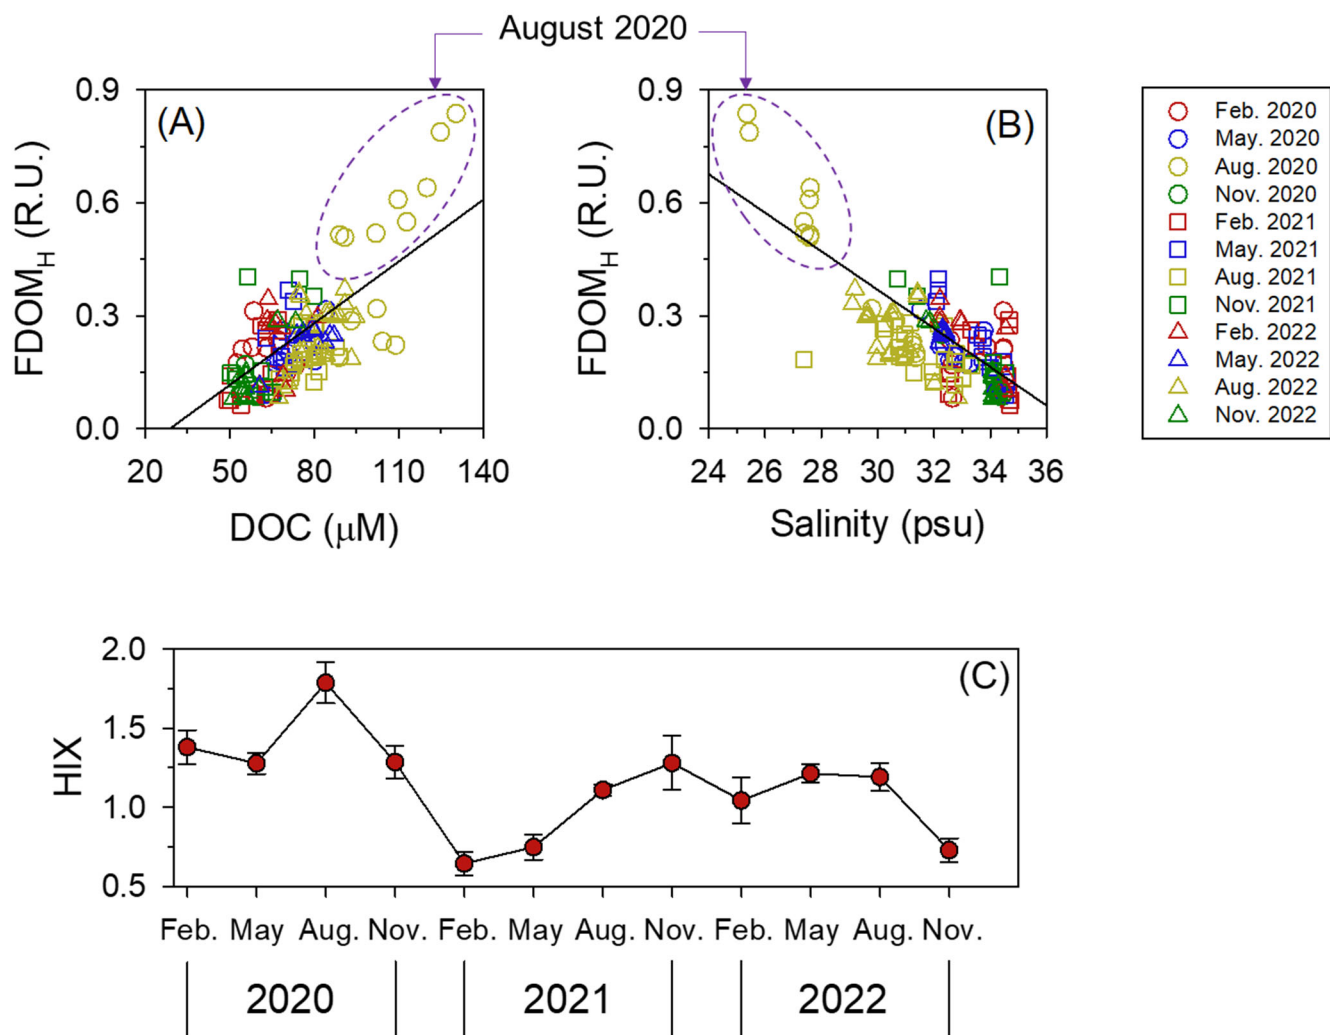 August 2020
(A)
FDOM_H (R.U.)
0.9
0.6
0.3
0.0
20 50 80 110 140
DOC (μM)
(B)
FDOM_H (R.U.)
0.9
0.6
0.3
0.0
24 26 28 30 32 34 36
Salinity (psu)
Feb. 2020
May. 2020
Aug. 2020
Nov. 2020
Feb. 2021
May. 2021
Aug. 2021
Nov. 2021
Feb. 2022
May. 2022
Aug. 2022
Nov. 2022
(C)
HIX
2.0
1.5
1.0
0.5
Feb. May Aug. Nov. Feb. May Aug. Nov. Feb. May Aug. Nov.
2020 2021 2022